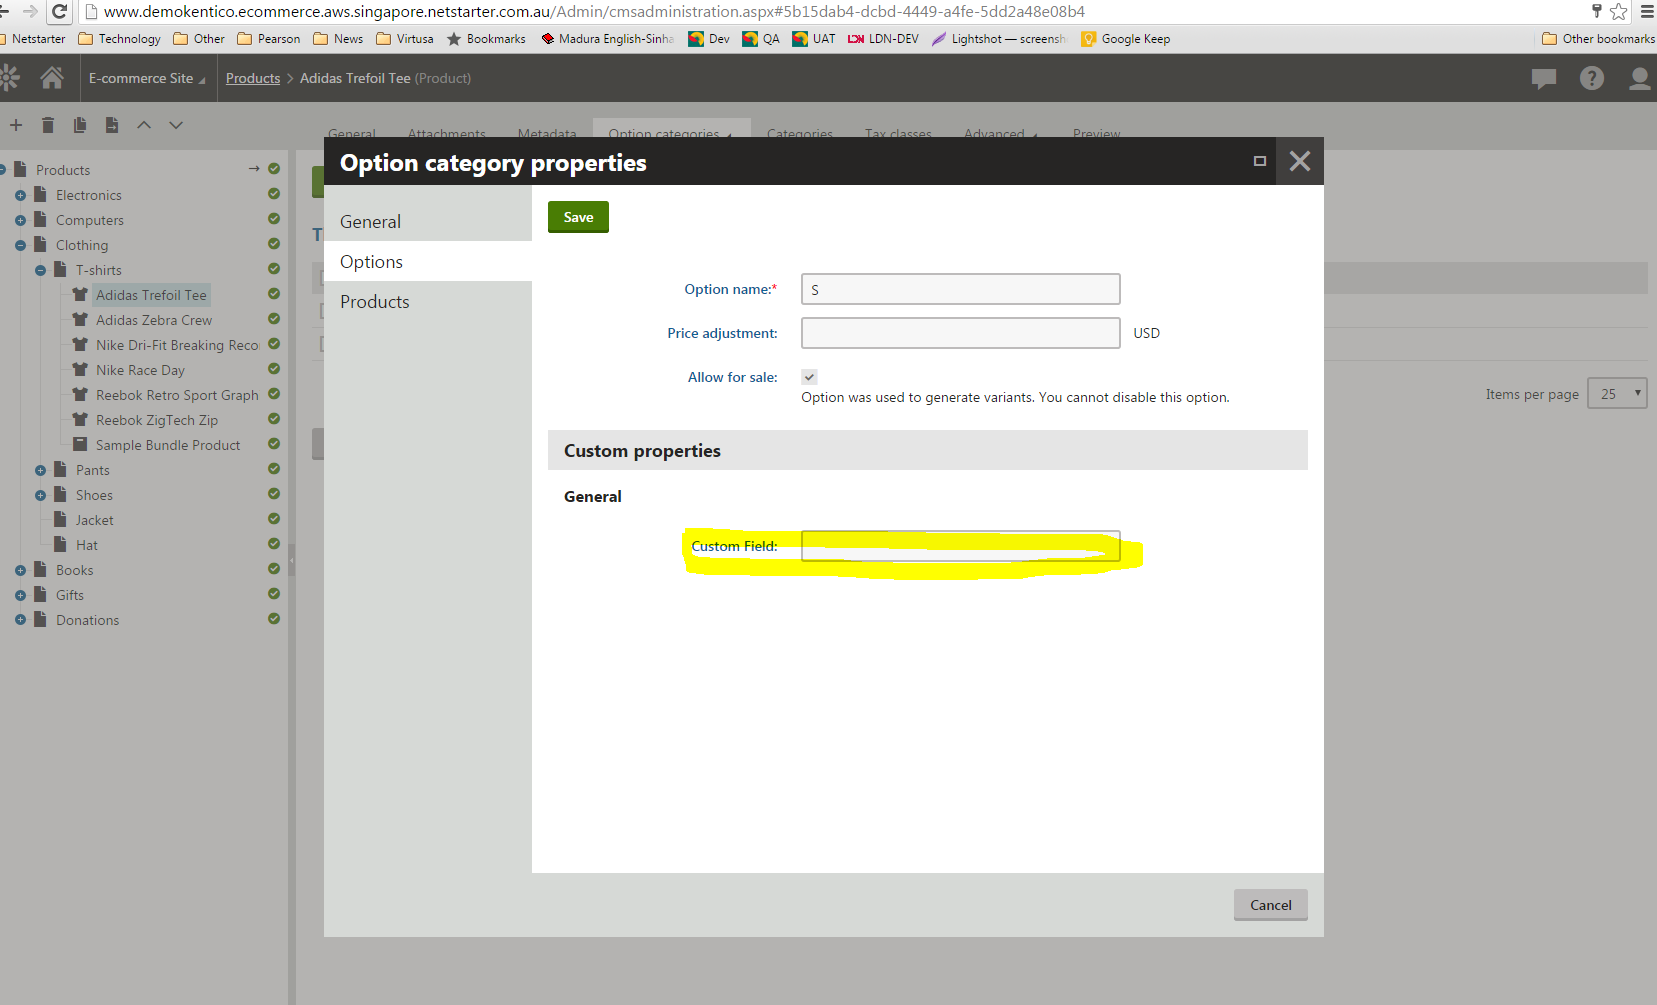 www.demokentico.ecommerce.aws.singapore.netstarter.com.au/Admin/cmsadministration.aspx#5b15dab4-dcbd-4449-a4fe-5dd2a48e08b4
Netstarter Technology Other Pearson News Virtusa Bookmarks Madura English-Sinha Dev QA UAT LDN-DEV Lightshot — screensh Google Keep Other bookmarks
E-commerce Site Products > Adidas Trefoil Tee (Product)
General Attachments Metadata Option categories Categories Tax classes Advanced Preview
Option category properties
General
Options
Products
Save
Option name:* S
Price adjustment: USD
Allow for sale:
Option was used to generate variants. You cannot disable this option.
Custom properties
General
Custom Field:
Cancel
Products
Electronics
Computers
Clothing
T-shirts
Adidas Trefoil Tee
Adidas Zebra Crew
Nike Dri-Fit Breaking Reco
Nike Race Day
Reebok Retro Sport Graph
Reebok ZigTech Zip
Sample Bundle Product
Pants
Shoes
Jacket
Hat
Books
Gifts
Donations
T
Items per page 25